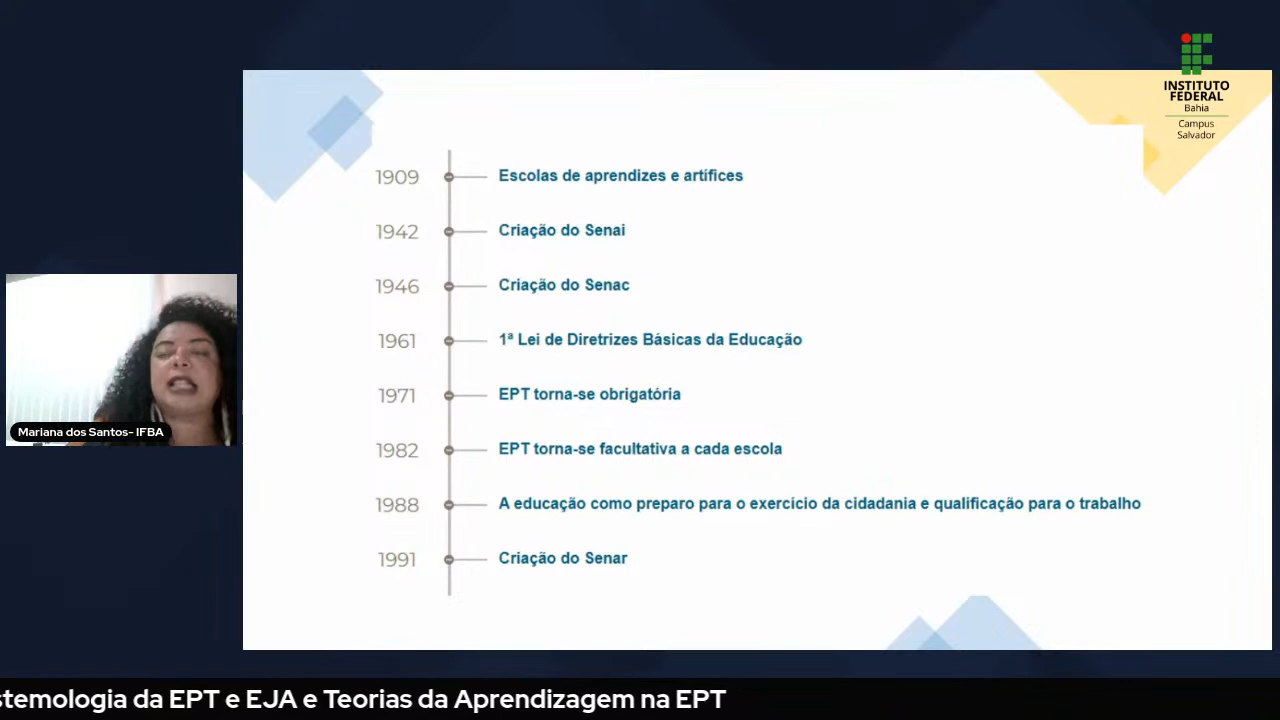 INSTITUTO
FEDERAL
Bahia
Campus
Salvador
1909 Escolas de aprendizes e artífices
1942 Criação do Senai
1946 Criação do Senac
1961 1ª Lei de Diretrizes Básicas da Educação
1971 EPT torna-se obrigatória
1982 EPT torna-se facultativa a cada escola
1988 A educação como preparo para o exercício da cidadania e qualificação para o trabalho
1991 Criação do Senar
Mariana dos Santos- IFBA
stemologia da EPT e EJA e Teorias da Aprendizagem na EPT